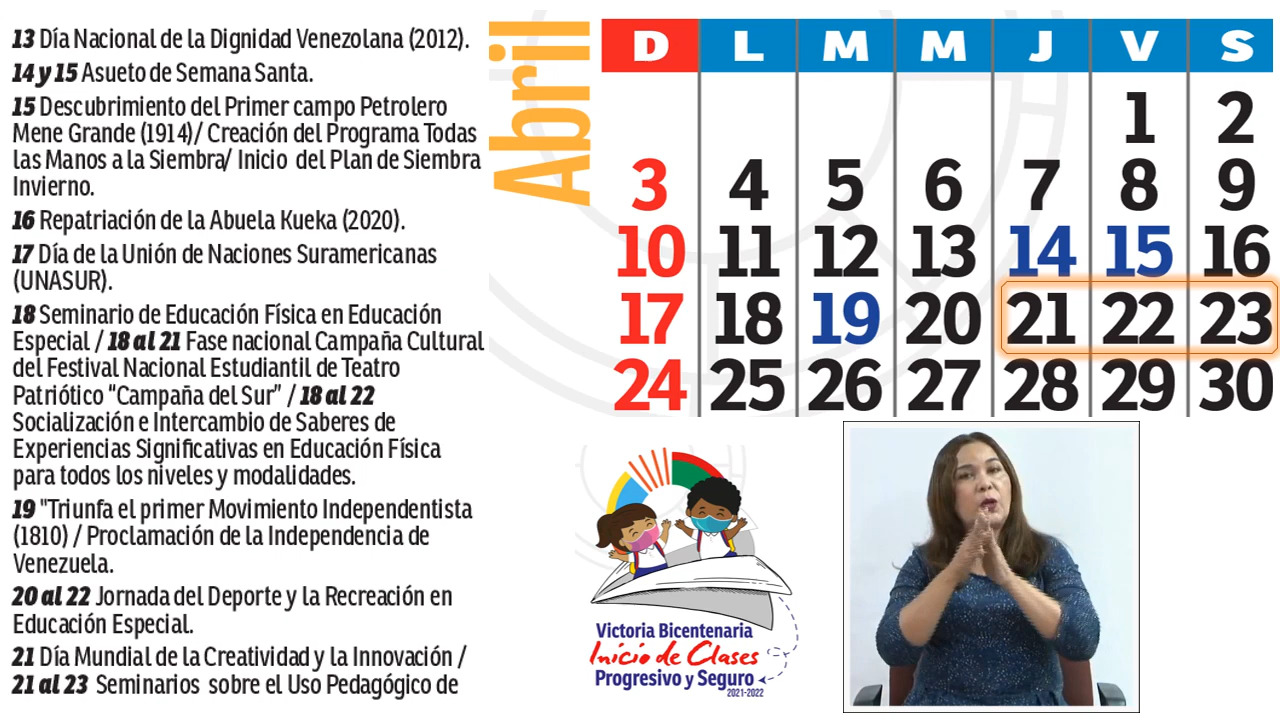 13 Día Nacional de la Dignidad Venezolana (2012).
14 y 15 Asueto de Semana Santa.
15 Descubrimiento del Primer campo Petrolero
Mene Grande (1914)/ Creación del Programa Todas
las Manos a la Siembra/ Inicio del Plan de Siembra
Invierno.
16 Repatriación de la Abuela Kueka (2020).
17 Día de la Unión de Naciones Suramericanas
(UNASUR).
18 Seminario de Educación Física en Educación
Especial / 18 al 21 Fase nacional Campaña Cultural
del Festival Nacional Estudiantil de Teatro
Patriótico “Campaña del Sur” / 18 al 22
Socialización e Intercambio de Saberes de
Experiencias Significativas en Educación Física
para todos los niveles y modalidades.
19 "Triunfa el primer Movimiento Independentista
(1810) / Proclamación de la Independencia de
Venezuela.
20 al 22 Jornada del Deporte y la Recreación en
Educación Especial.
21 Día Mundial de la Creatividad y la Innovación /
21 al 23 Seminarios sobre el Uso Pedagógico de
Abril
D L M M J V S
1 2
3 4 5 6 7 8 9
10 11 12 13 14 15 16
17 18 19 20 21 22 23
24 25 26 27 28 29 30
Victoria Bicentenaria
Inicio de Clases
Progresivo y Seguro
2021-2022